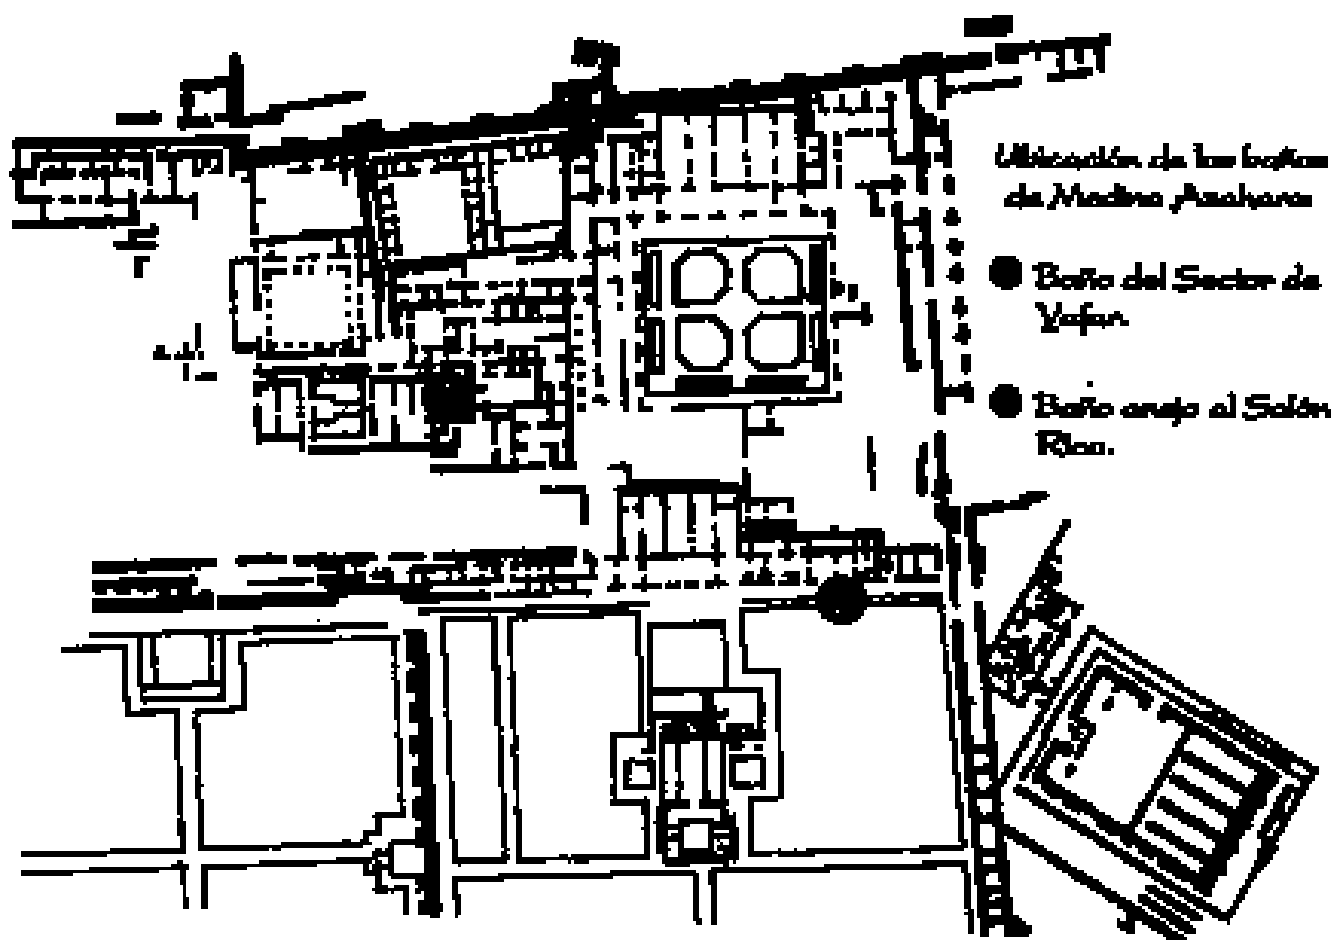 Ubicación de los baños
de Medina Azahara
Baño del Sector de
Yafar.
Baño anejo al Salón
Rico.